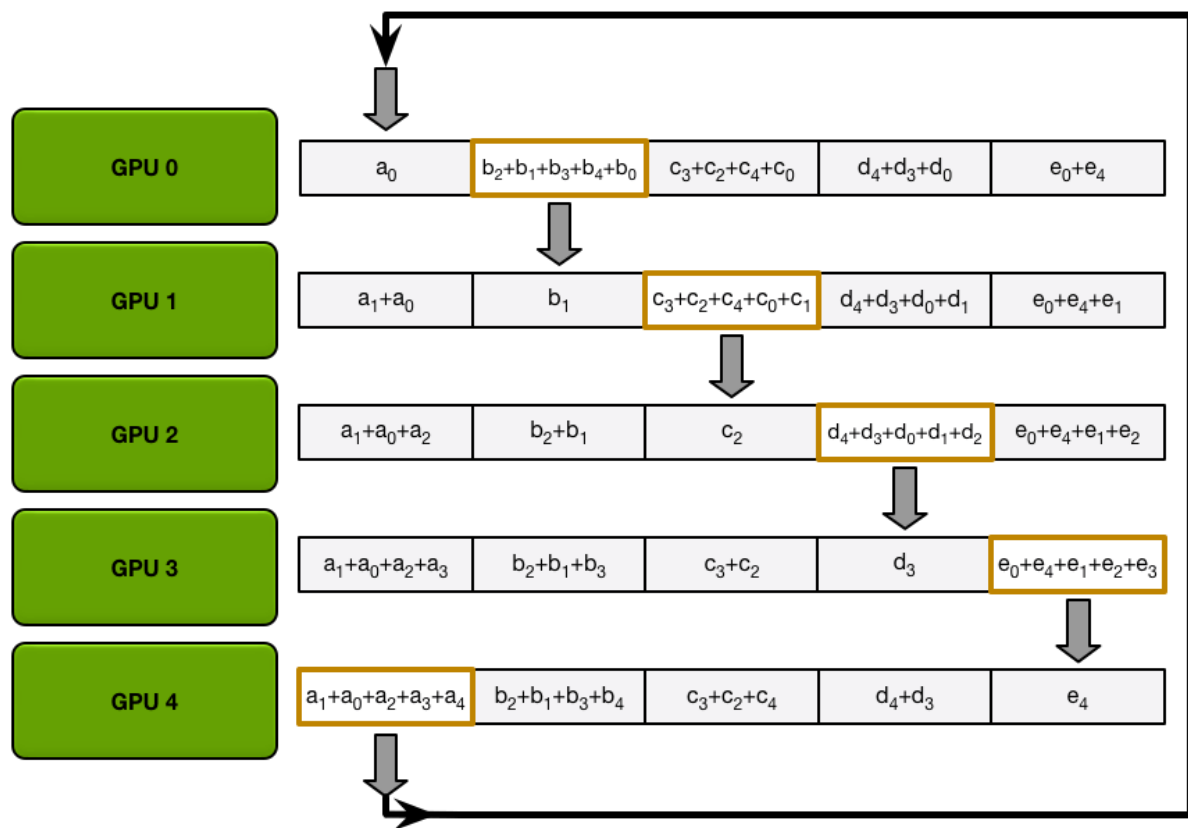 GPU 0 a₀ b₂+b₁+b₃+b₄+b₀ c₃+c₂+c₄+c₀ d₄+d₃+d₀ e₀+e₄
GPU 1 a₁+a₀ b₁ c₃+c₂+c₄+c₀+c₁ d₄+d₃+d₀+d₁ e₀+e₄+e₁
GPU 2 a₁+a₀+a₂ b₂+b₁ c₂ d₄+d₃+d₀+d₁+d₂ e₀+e₄+e₁+e₂
GPU 3 a₁+a₀+a₂+a₃ b₂+b₁+b₃ c₃+c₂ d₃ e₀+e₄+e₁+e₂+e₃
GPU 4 a₁+a₀+a₂+a₃+a₄ b₂+b₁+b₃+b₄ c₃+c₂+c₄ d₄+d₃ e₄